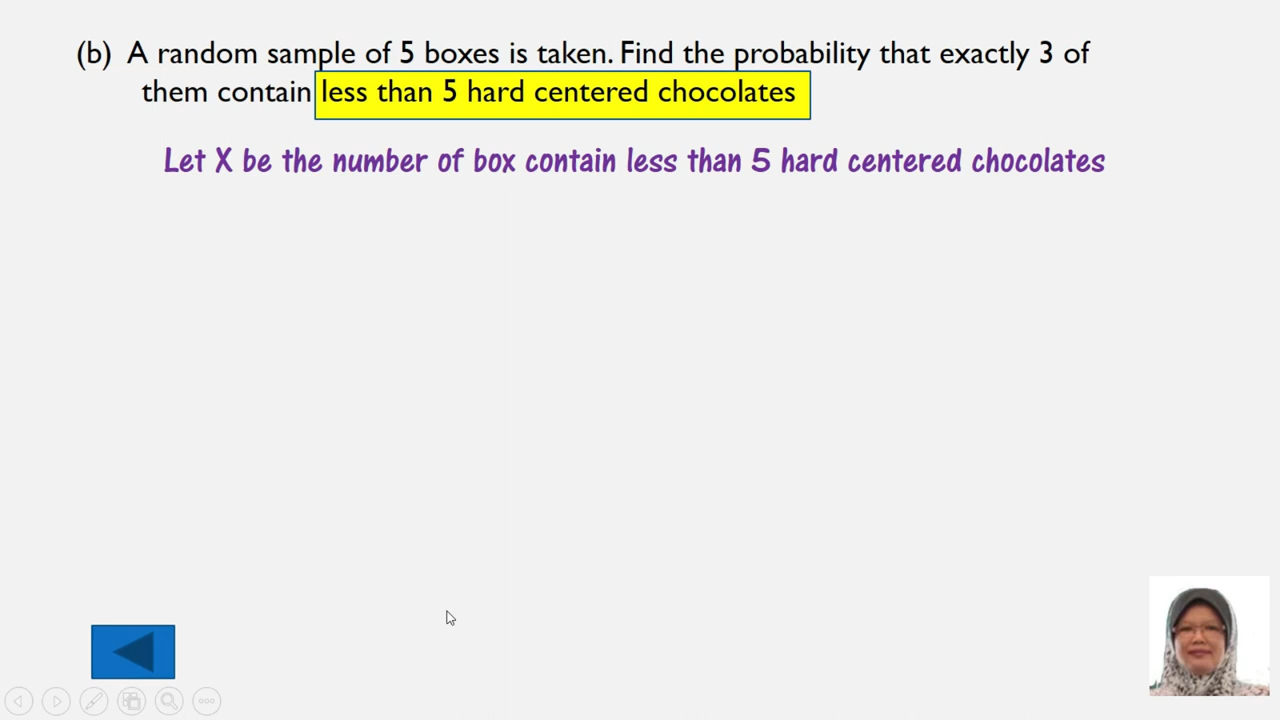 (b) A random sample of 5 boxes is taken. Find the probability that exactly 3 of
them contain less than 5 hard centered chocolates
Let X be the number of box contain less than 5 hard centered chocolates